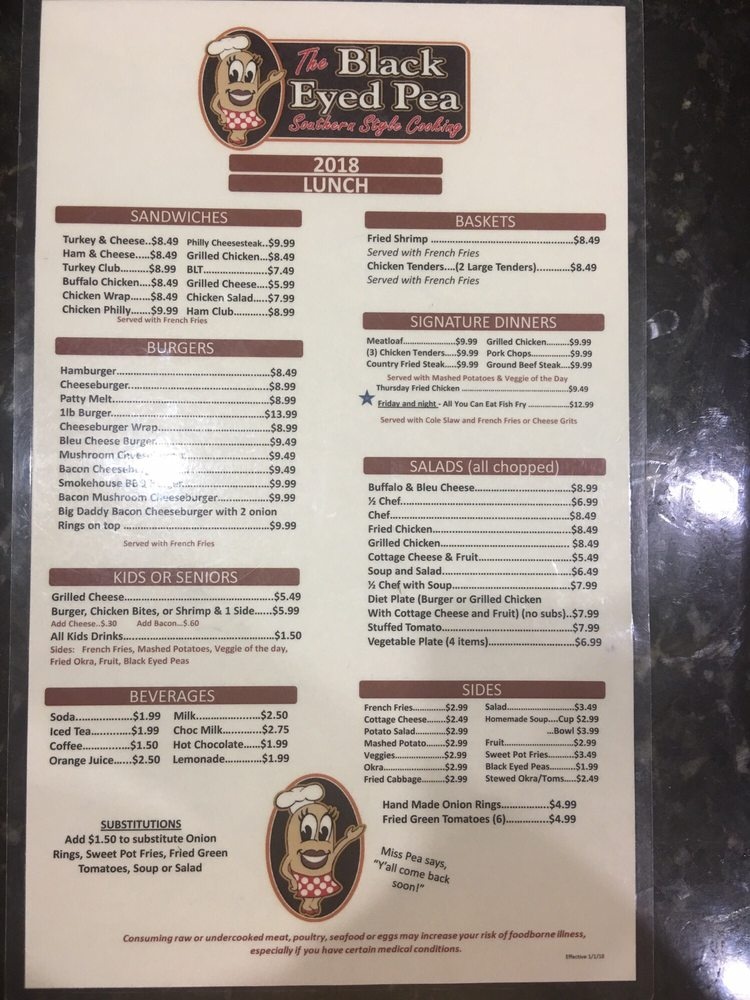 The Black
Eyed Pea
Southern Style Cooking
2018
LUNCH
SANDWICHES
Turkey & Cheese..$8.49 Philly Cheesesteak..$9.99
Ham & Cheese.....$8.49 Grilled Chicken...$8.49
Turkey Club........$8.99 BLT.....................$7.49
Buffalo Chicken....$8.49 Grilled Cheese....$5.99
Chicken Wrap......$8.49 Chicken Salad....$7.99
Chicken Philly.......$9.99 Ham Club..........$8.99
Served with French Fries
BURGERS
Hamburger...............................................$8.49
Cheeseburger............................................$8.99
Patty Melt................................................$8.99
1lb Burger...............................................$13.99
Cheeseburger Wrap..................................$8.99
Bleu Cheese Burger...................................$9.49
Mushroom Cheeseburger..........................$9.49
Bacon Cheeseburger.................................$9.49
Smokehouse BBQ Burger..........................$9.99
Bacon Mushroom Cheeseburger................$9.99
Big Daddy Bacon Cheeseburger with 2 onion
Rings on top ............................................$9.99
Served with French Fries
KIDS OR SENIORS
Grilled Cheese............................................$5.49
Burger, Chicken Bites, or Shrimp & 1 Side.....$5.99
Add Cheese..$.30 Add Bacon...$.60
All Kids Drinks............................................$1.50
Sides: French Fries, Mashed Potatoes, Veggie of the day,
Fried Okra, Fruit, Black Eyed Peas
BEVERAGES
Soda...................$1.99 Milk......................$2.50
Iced Tea..............$1.99 Choc Milk..............$2.75
Coffee.................$1.50 Hot Chocolate.....$1.99
Orange Juice.....$2.50 Lemonade...........$1.99
SUBSTITUTIONS
Add $1.50 to substitute Onion
Rings, Sweet Pot Fries, Fried Green
Tomatoes, Soup or Salad
BASKETS
Fried Shrimp ..............................................$8.49
Served with French Fries
Chicken Tenders....(2 Large Tenders)............$8.49
Served with French Fries
SIGNATURE DINNERS
Meatloaf....................$9.99 Grilled Chicken..........$9.99
(3) Chicken Tenders.....$9.99 Pork Chops................$9.99
Country Fried Steak.....$9.99 Ground Beef Steak....$9.99
Served with Mashed Potatoes & Veggie of the Day
Thursday Fried Chicken .......................................$9.49
Friday and night - All You Can Eat Fish Fry ................$12.99
Served with Cole Slaw and French Fries or Cheese Grits
SALADS (all chopped)
Buffalo & Bleu Cheese..............................$8.99
½ Chef.......................................................$6.99
Chef...........................................................$8.49
Fried Chicken............................................$8.49
Grilled Chicken......................................... $8.49
Cottage Cheese & Fruit............................$5.49
Soup and Salad.........................................$6.49
½ Chef with Soup.....................................$7.99
Diet Plate (Burger or Grilled Chicken
With Cottage Cheese and Fruit) (no subs)..$7.99
Stuffed Tomato........................................$7.99
Vegetable Plate (4 items).........................$6.99
SIDES
French Fries..............$2.99 Salad......................$3.49
Cottage Cheese........$2.49 Homemade Soup....Cup $2.99
Potato Salad.............$2.99 ...Bowl $3.99
Mashed Potato.........$2.99 Fruit.......................$2.99
Veggies.....................$2.99 Sweet Pot Fries.........$3.49
Okra.........................$2.99 Black Eyed Peas........$1.99
Fried Cabbage..........$2.99 Stewed Okra/Toms.....$2.49
Hand Made Onion Rings...............$4.99
Fried Green Tomatoes (6)..............$4.99
Miss Pea says,
"Y'all come back
soon!"
Consuming raw or undercooked meat, poultry, seafood or eggs may increase your risk of foodborne illness,
especially if you have certain medical conditions.
Effective 1/1/18